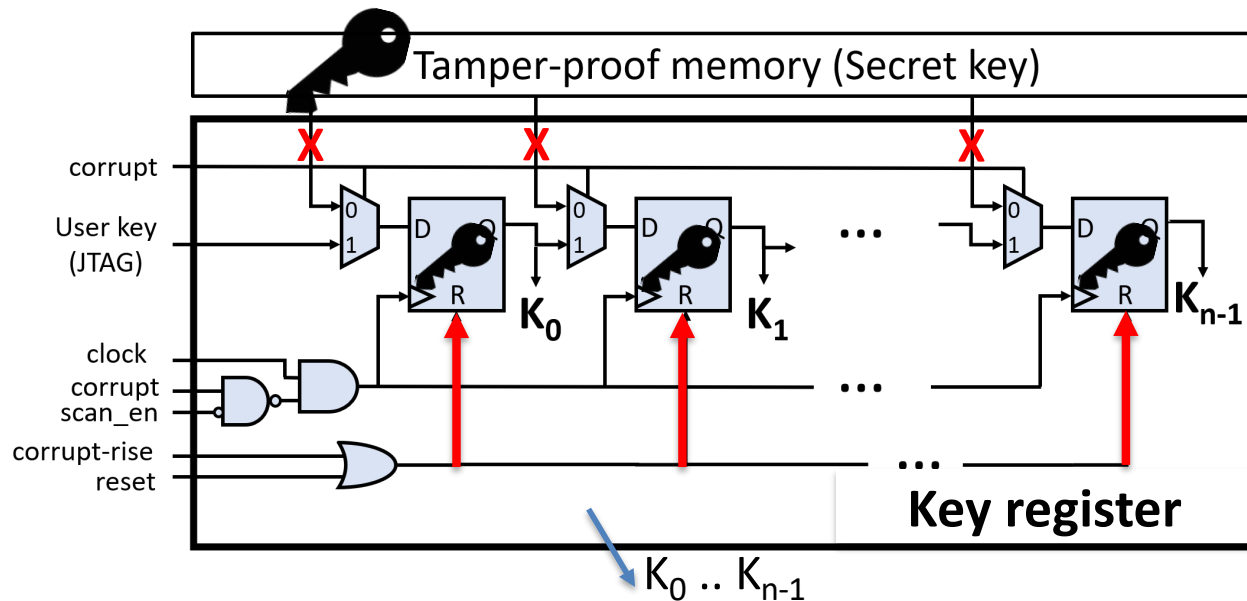 Tamper-proof memory (Secret key)
X X X
corrupt
User key
(JTAG)
0 0 0
1 1 1
D Q D Q ... D Q
R R R
K0 K1 Kn-1
clock
corrupt
scan_en
...
corrupt-rise
reset
...
Key register
K0 .. Kn-1